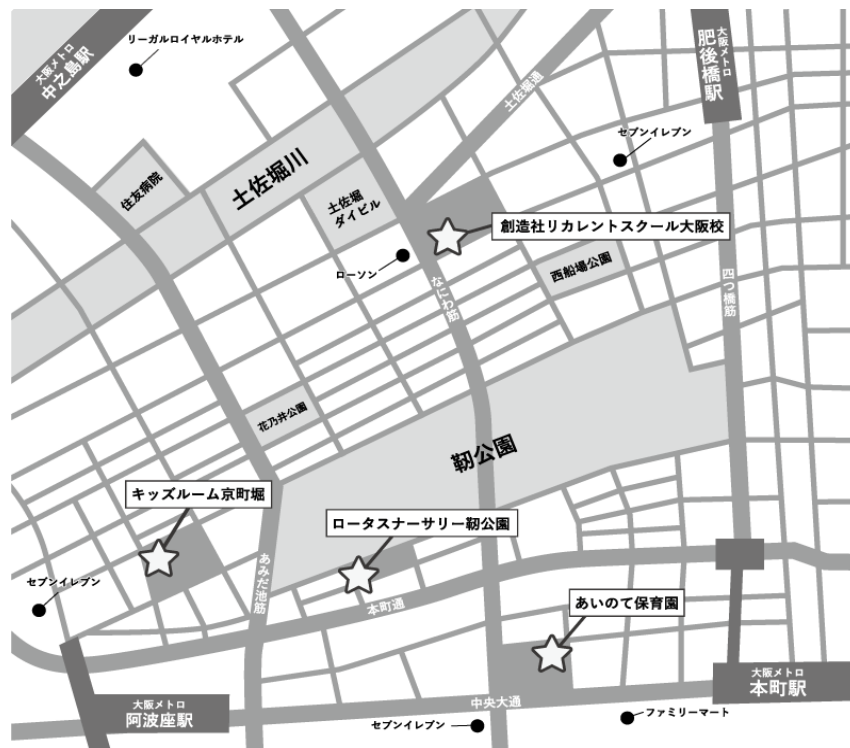 リーガルロイヤルホテル
大阪メトロ
中之島駅
大阪メトロ
肥後橋駅
土佐堀通
セブンイレブン
土佐堀川
住友病院
土佐堀
ダイビル
創造社リカレントスクール大阪校
ローソン
西船場公園
なにわ筋
四つ橋筋
花乃井公園
靭公園
キッズルーム京町堀
ロータスナーサリー靭公園
あみだ池筋
セブンイレブン
本町通
あいのて保育園
大阪メトロ
本町駅
大阪メトロ
阿波座駅
中央大通
セブンイレブン
ファミリーマート